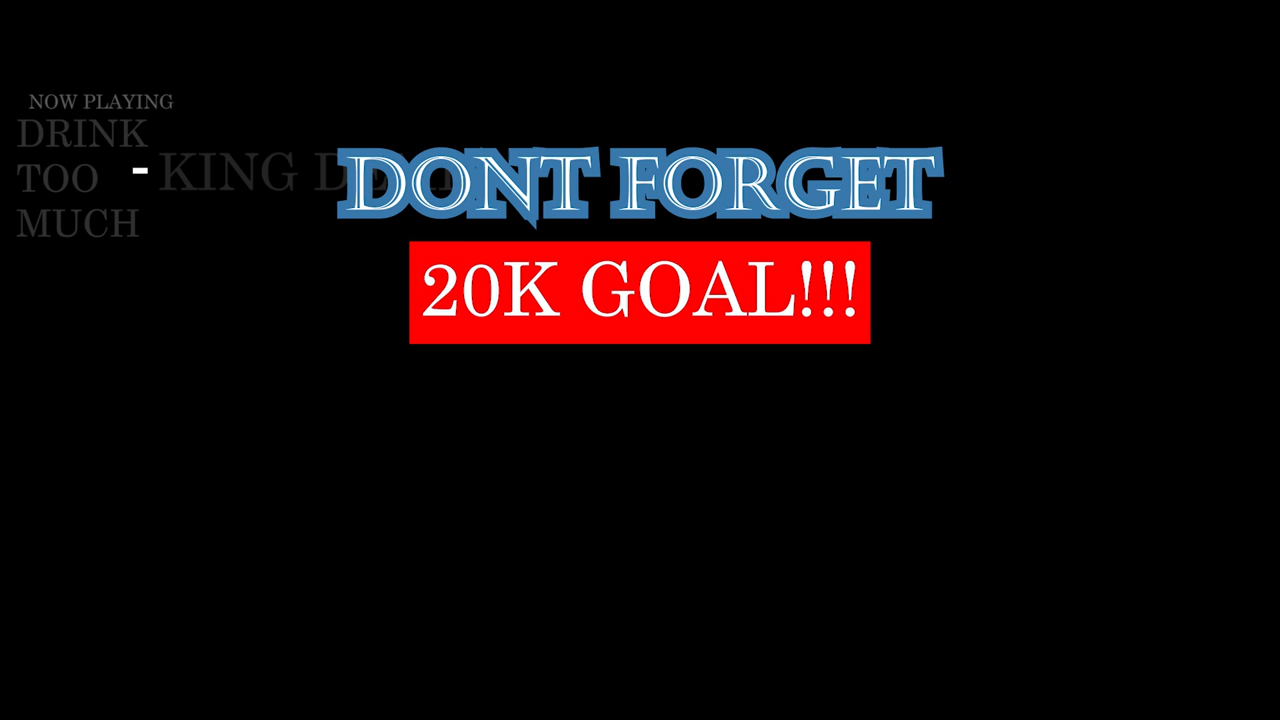 NOW PLAYING
DRINK
TOO
MUCH
- KING
DONT FORGET
20K GOAL!!!